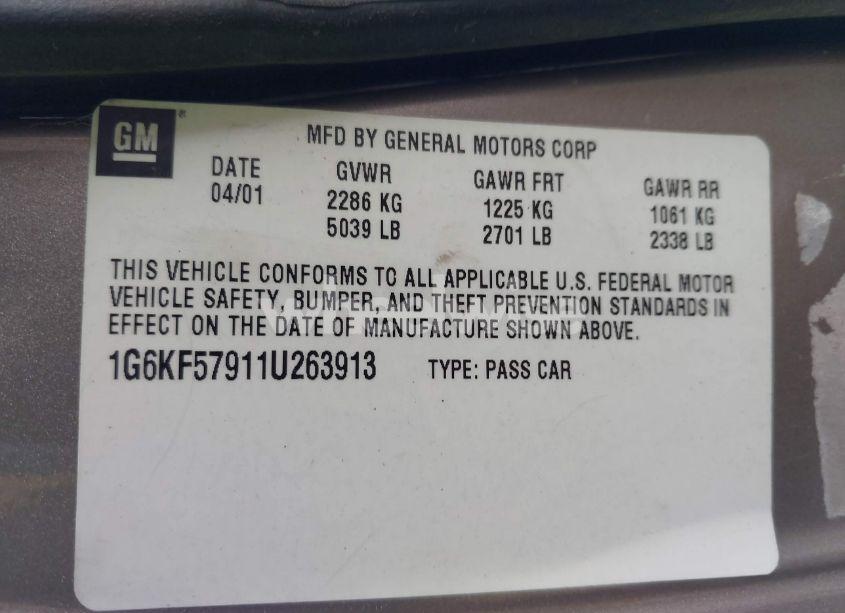 GM®
MFD BY GENERAL MOTORS CORP
DATE GVWR GAWR FRT GAWR RR
04/01 2286 KG 1225 KG 1061 KG
5039 LB 2701 LB 2338 LB
THIS VEHICLE CONFORMS TO ALL APPLICABLE U.S. FEDERAL MOTOR
VEHICLE SAFETY, BUMPER, AND THEFT PREVENTION STANDARDS IN
EFFECT ON THE DATE OF MANUFACTURE SHOWN ABOVE.
1G6KF57911U263913 TYPE: PASS CAR